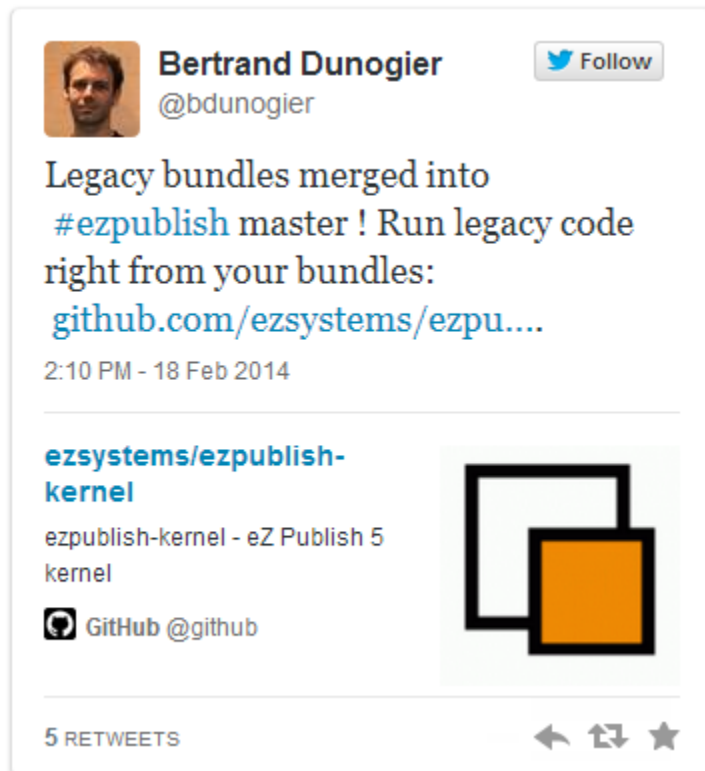 Bertrand Dunogier
Follow
@bdunogier
Legacy bundles merged into
#ezpublish master ! Run legacy code
right from your bundles:
github.com/ezsystems/ezpu....
2:10 PM - 18 Feb 2014
ezsystems/ezpublish-
kernel
ezpublish-kernel - eZ Publish 5
kernel
GitHub @github
5 RETWEETS